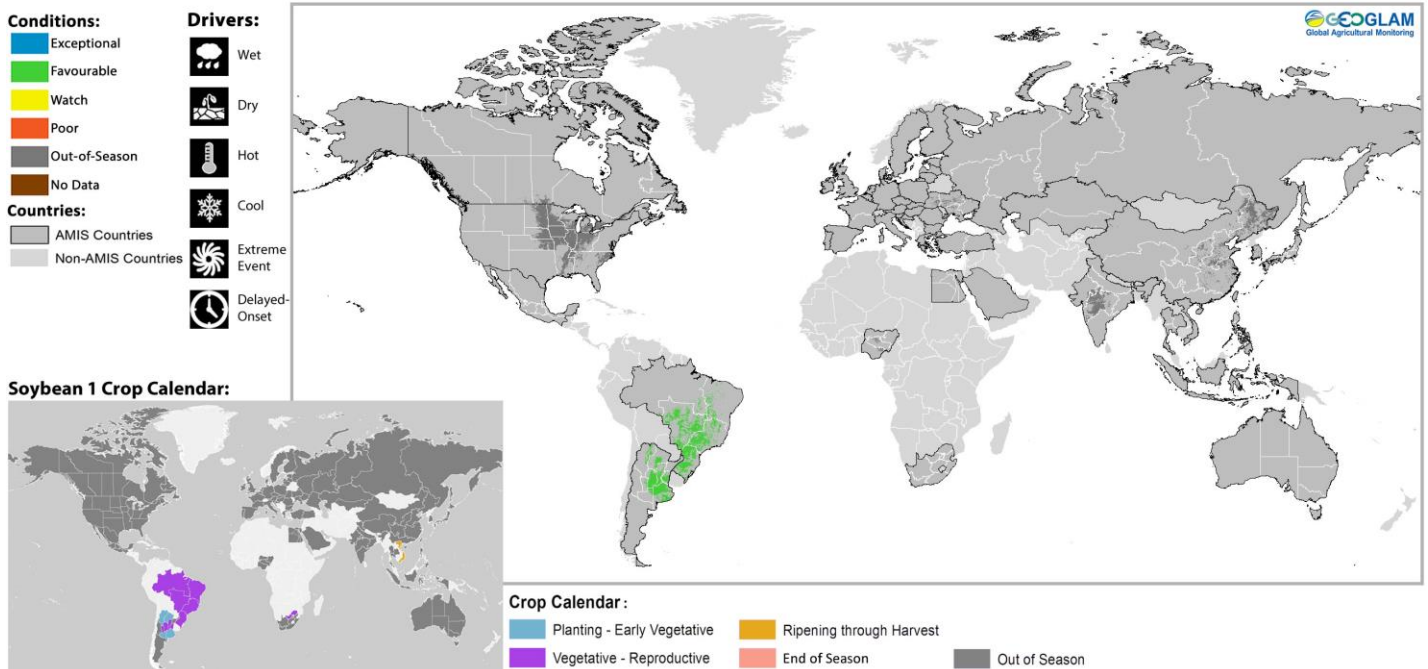 Conditions:
Exceptional
Favourable
Watch
Poor
Out-of-Season
No Data
Countries:
AMIS Countries
Non-AMIS Countries
Drivers:
Wet
Dry
Hot
Cool
Extreme
Event
Delayed-
Onset
GEOGLAM
Global Agricultural Monitoring
Soybean 1 Crop Calendar:
Crop Calendar :
Planting - Early Vegetative
Ripening through Harvest
Vegetative - Reproductive
End of Season
Out of Season